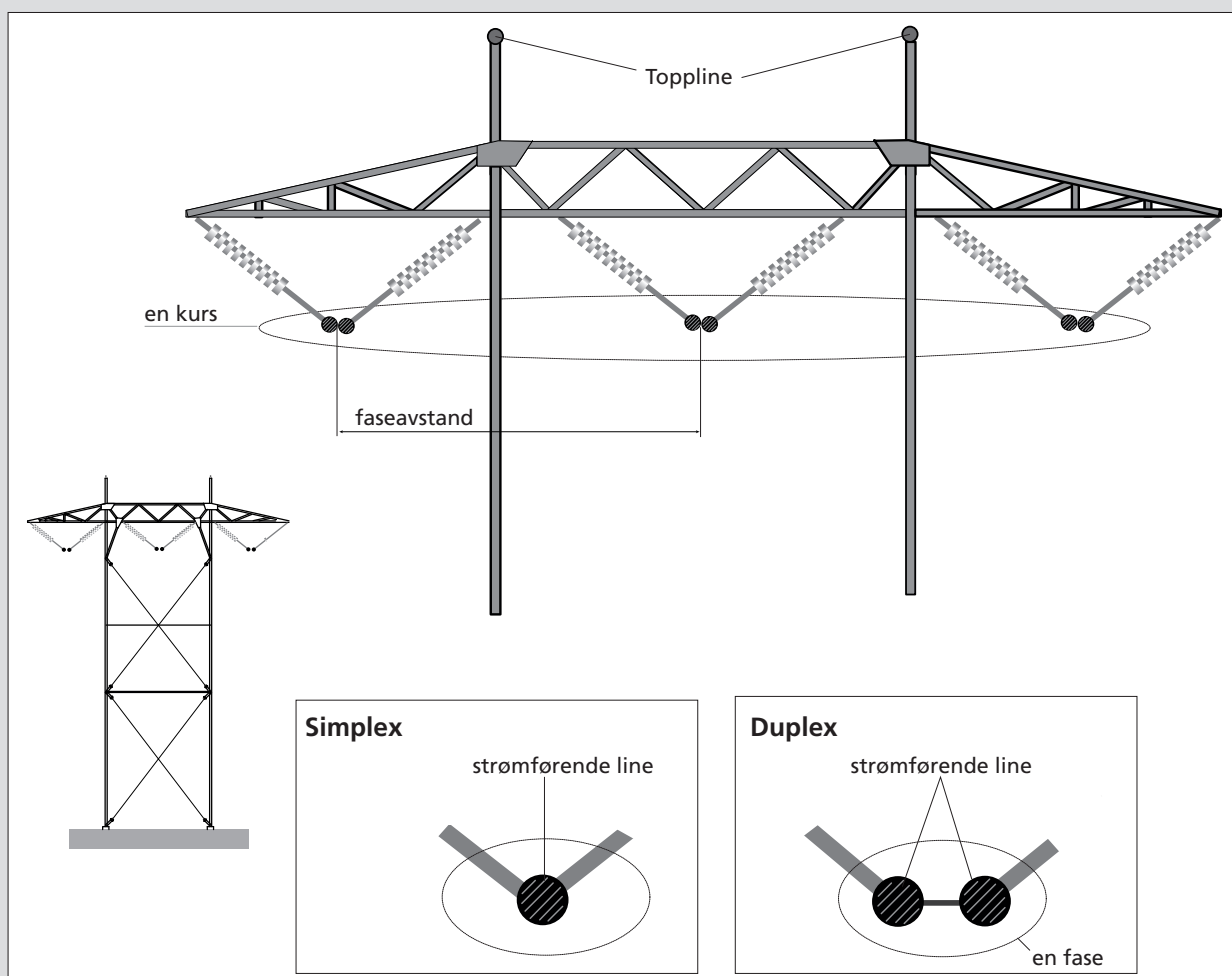 Toppline
en kurs
faseavstand
Simplex
strømførende line
Duplex
strømførende line
en fase